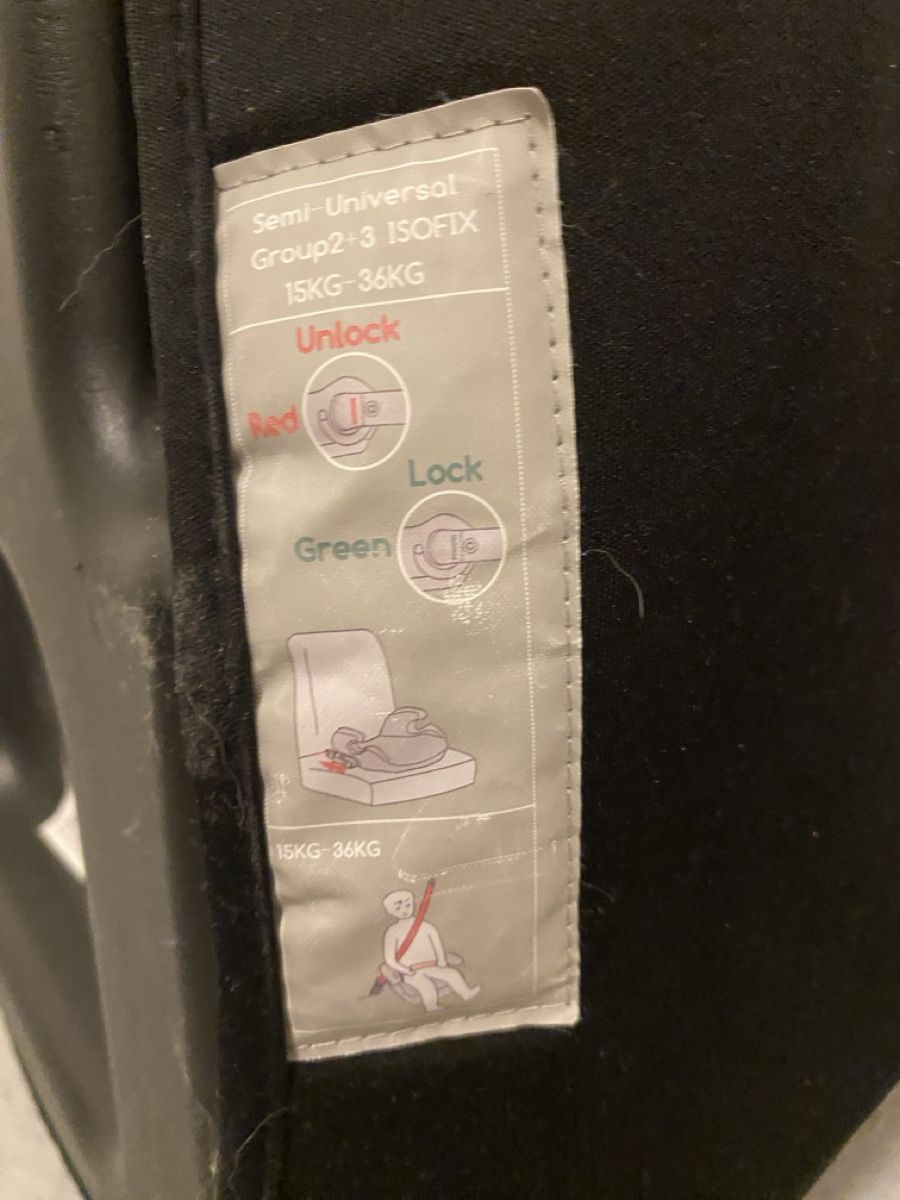 Semi-Universal
Group2+3 ISOFIX
15KG-36KG
Unlock
Red
Lock
Green
15KG-36KG